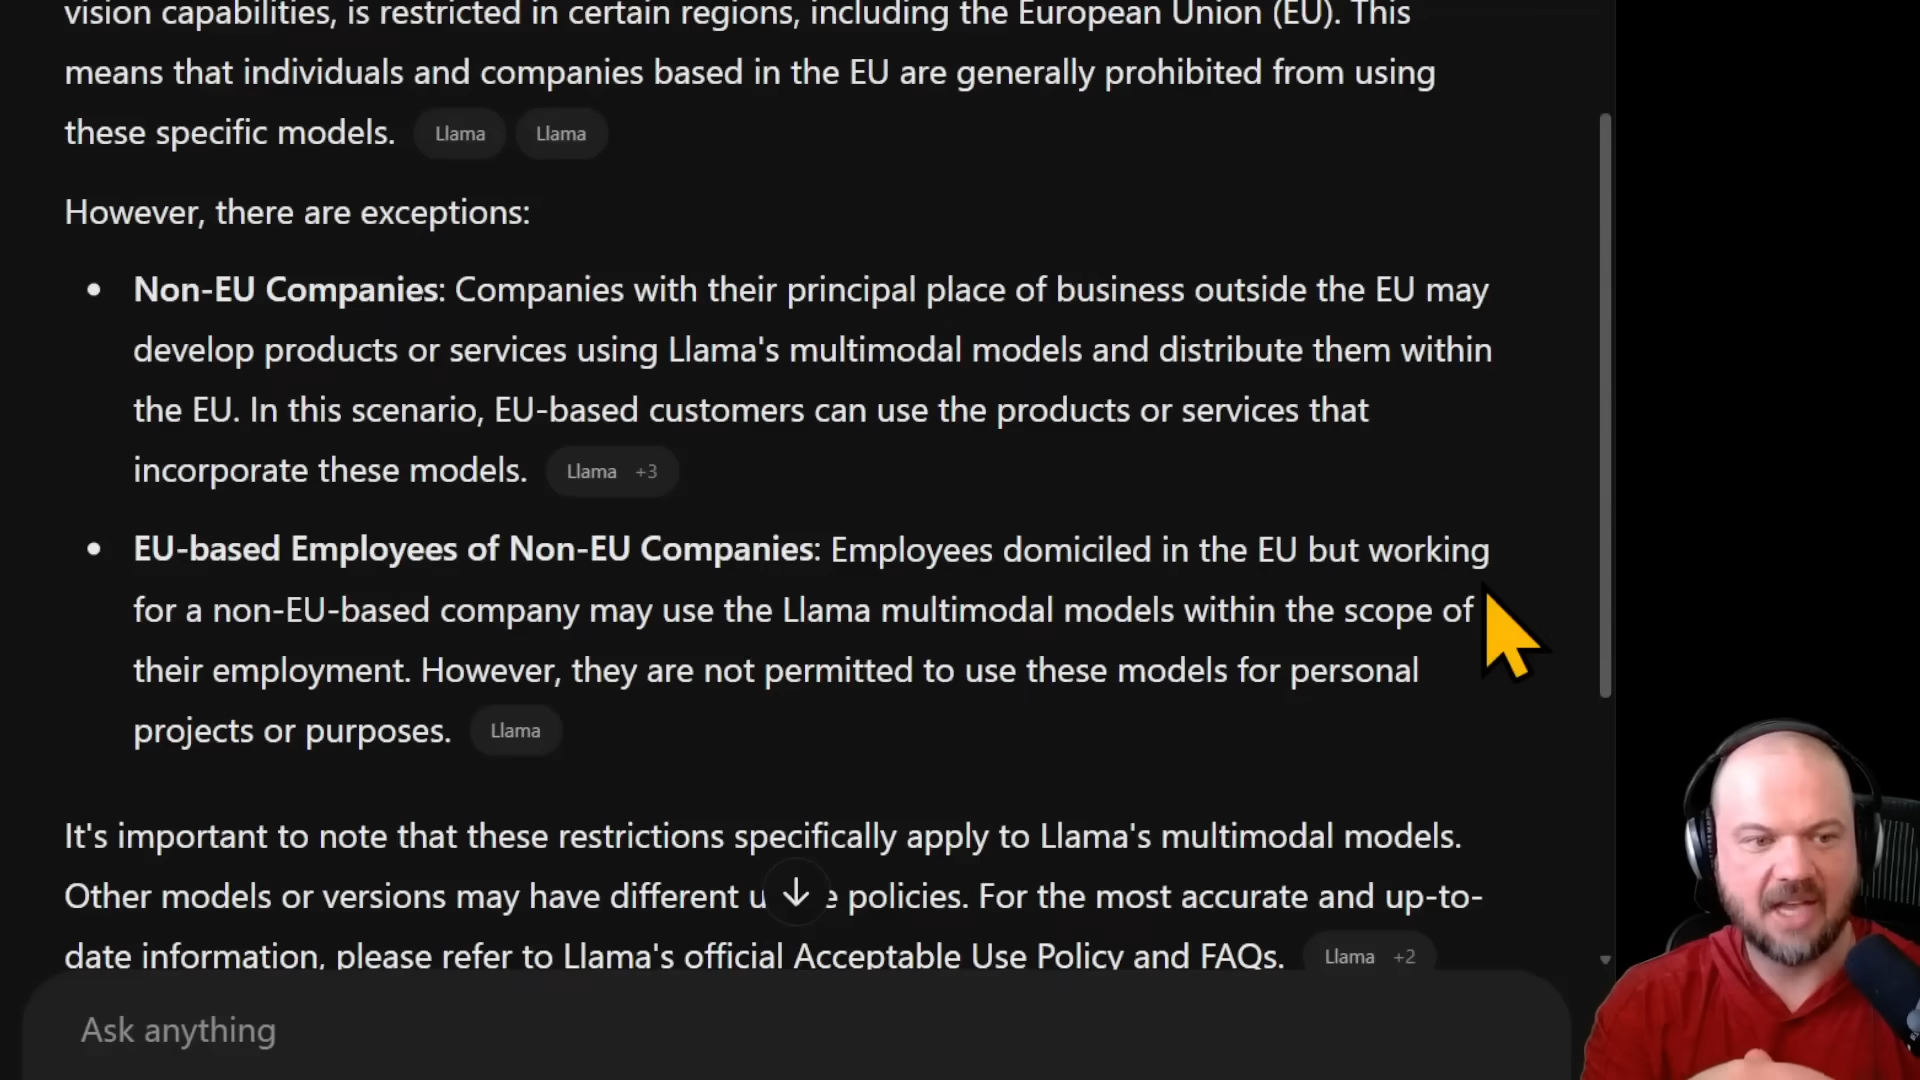 vision capabilities, is restricted in certain regions, including the European Union (EU). This
means that individuals and companies based in the EU are generally prohibited from using
these specific models. Llama Llama
However, there are exceptions:
• Non-EU Companies: Companies with their principal place of business outside the EU may
develop products or services using Llama's multimodal models and distribute them within
the EU. In this scenario, EU-based customers can use the products or services that
incorporate these models. Llama +3
• EU-based Employees of Non-EU Companies: Employees domiciled in the EU but working
for a non-EU-based company may use the Llama multimodal models within the scope of
their employment. However, they are not permitted to use these models for personal
projects or purposes. Llama
It's important to note that these restrictions specifically apply to Llama's multimodal models.
Other models or versions may have different policies. For the most accurate and up-to-
date information, please refer to Llama's official Acceptable Use Policy and FAQs. Llama +2
Ask anything